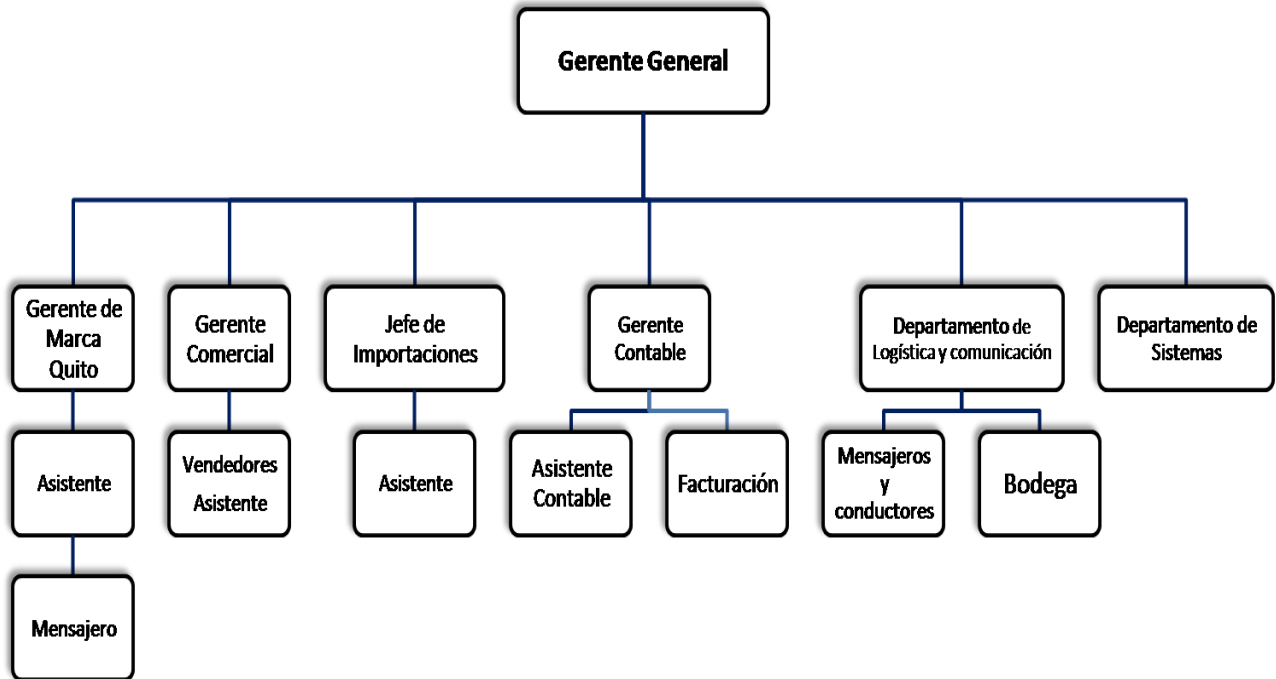 Gerente General
Gerente de
Marca
Quito
Gerente
Comercial
Jefe de
Importaciones
Gerente
Contable
Departamento de
Logística y comunicación
Departamento de
Sistemas
Asistente
Vendedores
Asistente
Asistente
Asistente
Contable
Facturación
Mensajeros
y
conductores
Bodega
Mensajero